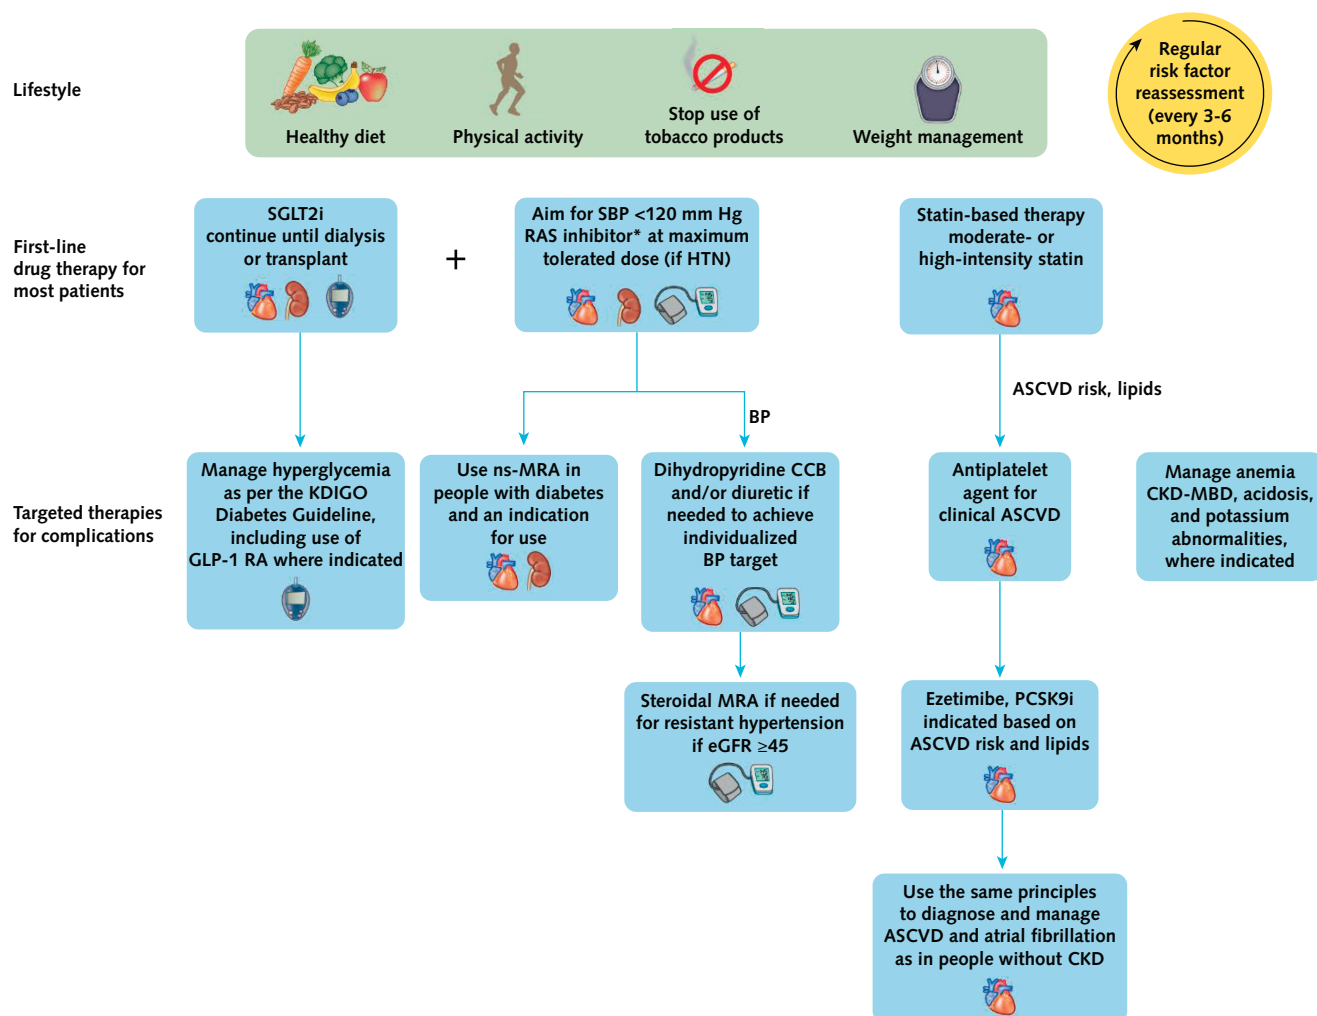 Lifestyle
Healthy diet
Physical activity
Stop use of
tobacco products
Weight management
Regular
risk factor
reassessment
(every 3-6
months)
First-line
drug therapy for
most patients
SGLT2i
continue until dialysis
or transplant
+
Aim for SBP <120 mm Hg
RAS inhibitor* at maximum
tolerated dose (if HTN)
Statin-based therapy
moderate- or
high-intensity statin
ASCVD risk, lipids
BP
Targeted therapies
for complications
Manage hyperglycemia
as per the KDIGO
Diabetes Guideline,
including use of
GLP-1 RA where indicated
Use ns-MRA in
people with diabetes
and an indication
for use
Dihydropyridine CCB
and/or diuretic if
needed to achieve
individualized
BP target
Antiplatelet
agent for
clinical ASCVD
Manage anemia
CKD-MBD, acidosis,
and potassium
abnormalities,
where indicated
Steroidal MRA if needed
for resistant hypertension
if eGFR ≥45
Ezetimibe, PCSK9i
indicated based on
ASCVD risk and lipids
Use the same principles
to diagnose and manage
ASCVD and atrial fibrillation
as in people without CKD